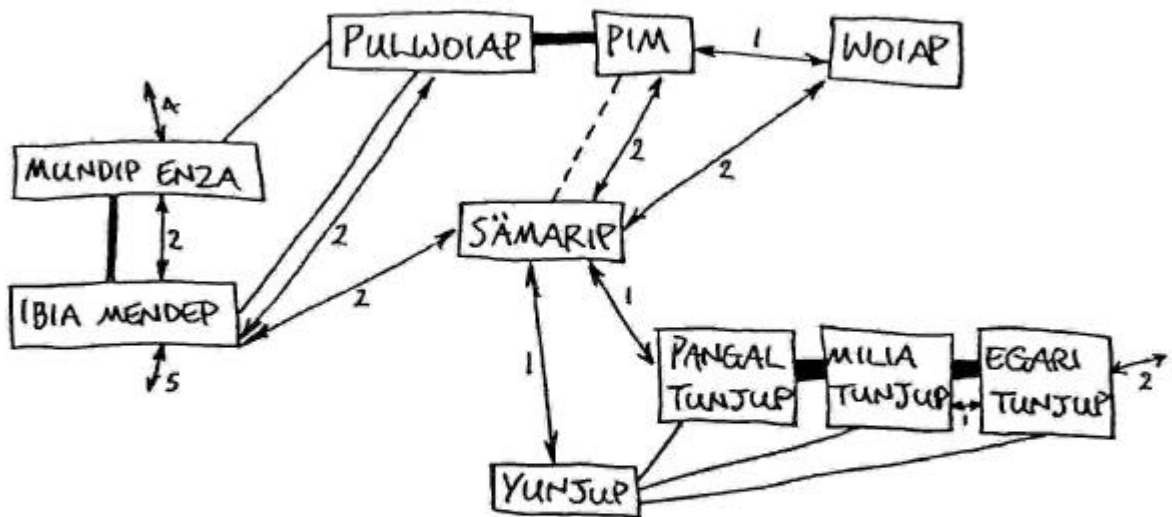 PULWOIAP
PIM
1
WOIAP
4
MUNDIP ENZA
2
2
2
2
SÄMARIP
IBIA MENDEP
2
5
1
1
PANGAL
TUNJUP
MILIA
TUNJUP
1
EGARI
TUNJUP
2
YUNJUP